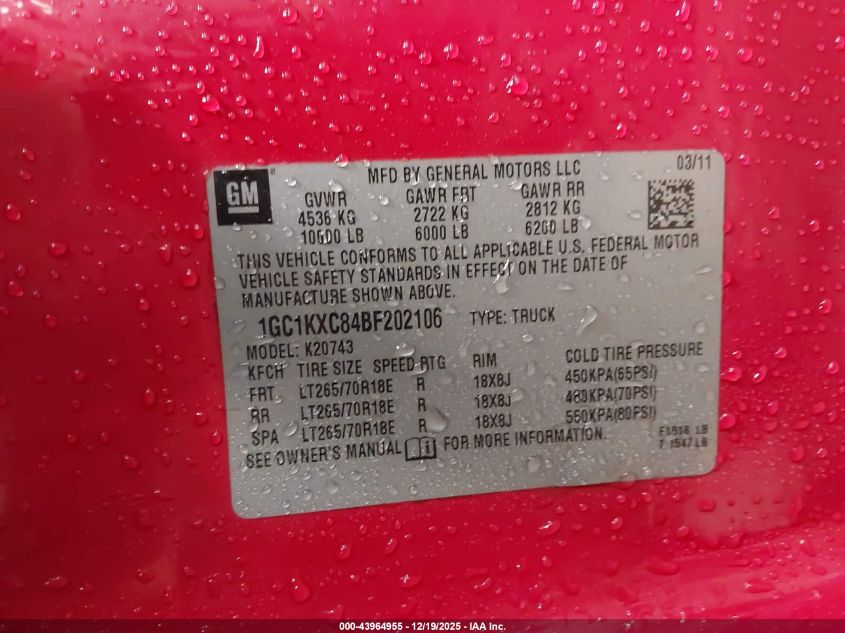 GM
MFD BY GENERAL MOTORS LLC 03/11
GVWR GAWR FRT GAWR RR
4536 KG 2722 KG 2812 KG
10000 LB 6000 LB 6200 LB
THIS VEHICLE CONFORMS TO ALL APPLICABLE U.S. FEDERAL MOTOR
VEHICLE SAFETY STANDARDS IN EFFECT ON THE DATE OF
MANUFACTURE SHOWN ABOVE.
1GC1KXC84BF202106 TYPE: TRUCK
MODEL: K20743
KFCH TIRE SIZE SPEED RTG RIM COLD TIRE PRESSURE
FRT LT265/70R18E R 18X8J 450KPA(65PSI)
RR LT265/70R18E R 18X8J 480KPA(70PSI)
SPA LT265/70R18E R 18X8J 550KPA(80PSI)
SEE OWNER'S MANUAL FOR MORE INFORMATION.
T 1547 LB
000-43964955 - 12/19/2025 - IAA Inc.